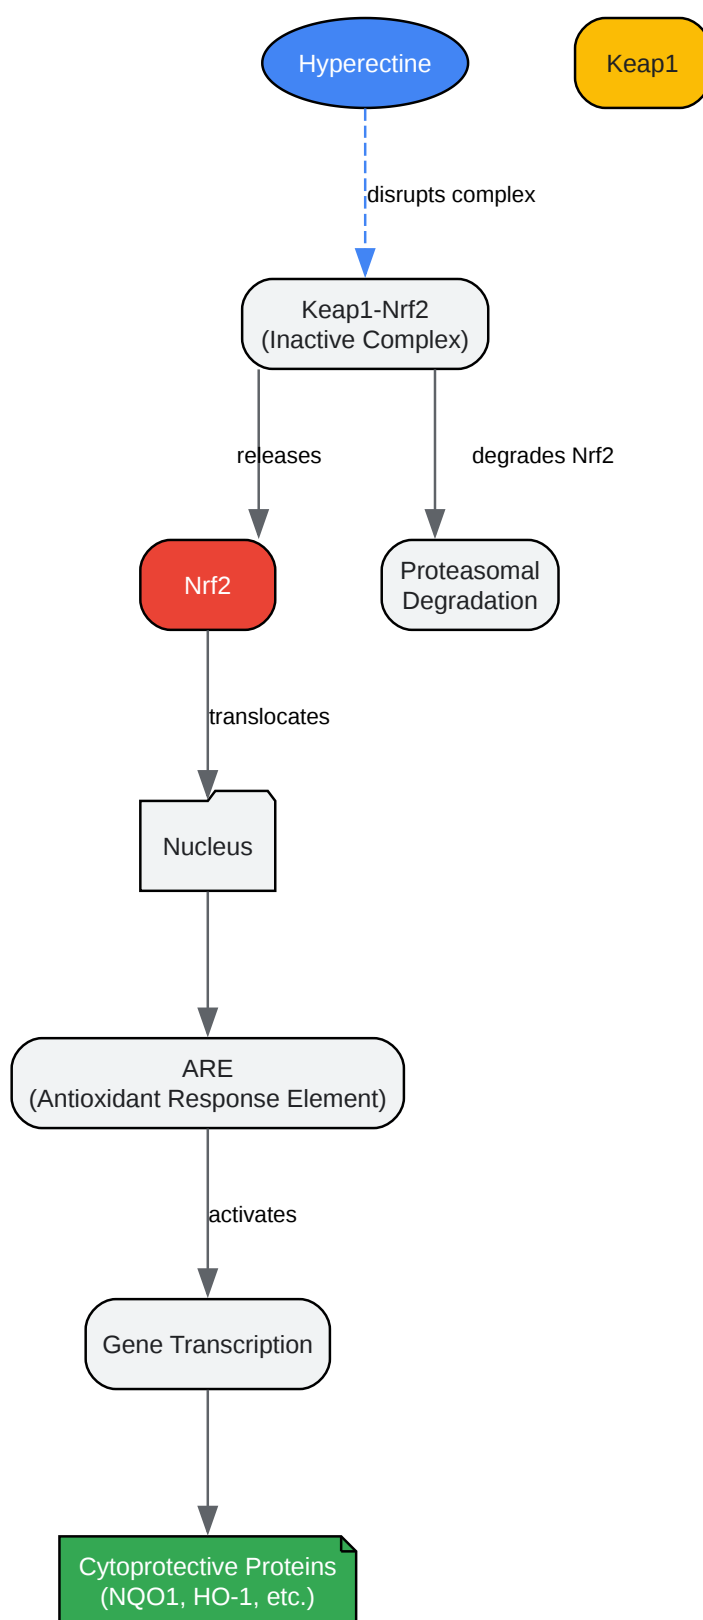 Hyperectine
Keap1
disrupts complex
Keap1-Nrf2
(Inactive Complex)
releases
degrades Nrf2
Nrf2
Proteasomal
Degradation
translocates
Nucleus
ARE
(Antioxidant Response Element)
activates
Gene Transcription
Cytoprotective Proteins
(NQO1, HO-1, etc.)